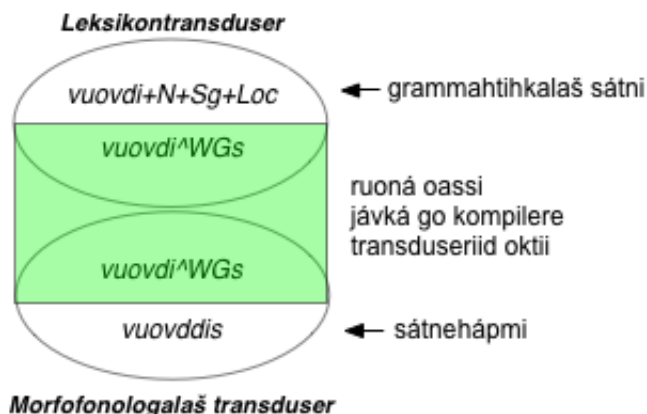 Leksikontransduser
vuovdi+N+Sg+Loc
grammahtihkalaš sátni
vuovdi^WGs
ruoná oassi
jávká go kompilere
transduseriid oktii
vuovdi^WGs
vuovddis
sátnehápmi
Morfofonologalaš transduser